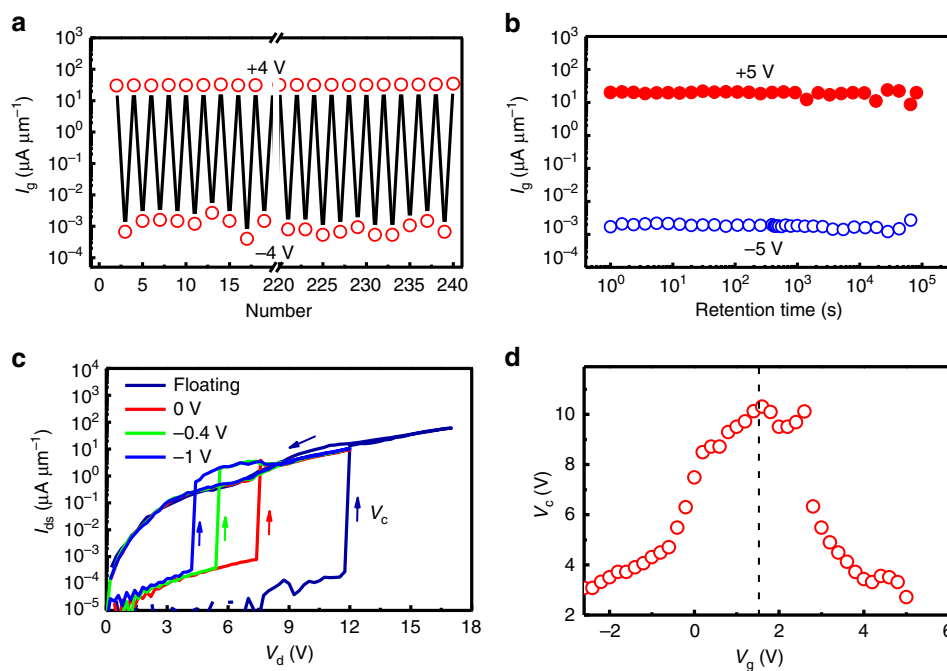 a
10³
10²
10¹
10⁰
10⁻¹
10⁻²
10⁻³
10⁻⁴
I_g (µA µm⁻¹)
+4 V
−4 V
0 5 10 15 220 225 230 235 240
Number
b
10³
10²
10¹
10⁰
10⁻¹
10⁻²
10⁻³
10⁻⁴
I_g (µA µm⁻¹)
+5 V
−5 V
10⁰ 10¹ 10² 10³ 10⁴ 10⁵
Retention time (s)
c
10⁴
10³
10²
10¹
10⁰
10⁻¹
10⁻²
10⁻³
10⁻⁴
10⁻⁵
I_ds (µA µm⁻¹)
Floating
0 V
−0.4 V
−1 V
V_c
0 3 6 9 12 15 18
V_d (V)
d
10
8
6
4
2
V_c (V)
−2 0 2 4 6
V_g (V)